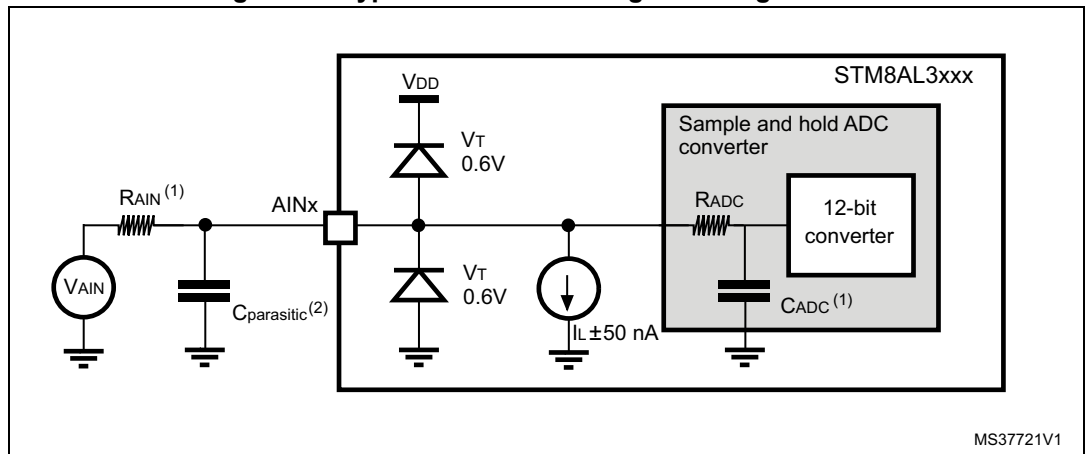 STM8AL3xxx
VDD
Sample and hold ADC
converter
VT
0.6V
RAIN (1)
AINx
RADC
12-bit
converter
VAIN
Cparasitic(2)
VT
0.6V
IL±50 nA
CADC (1)
MS37721V1